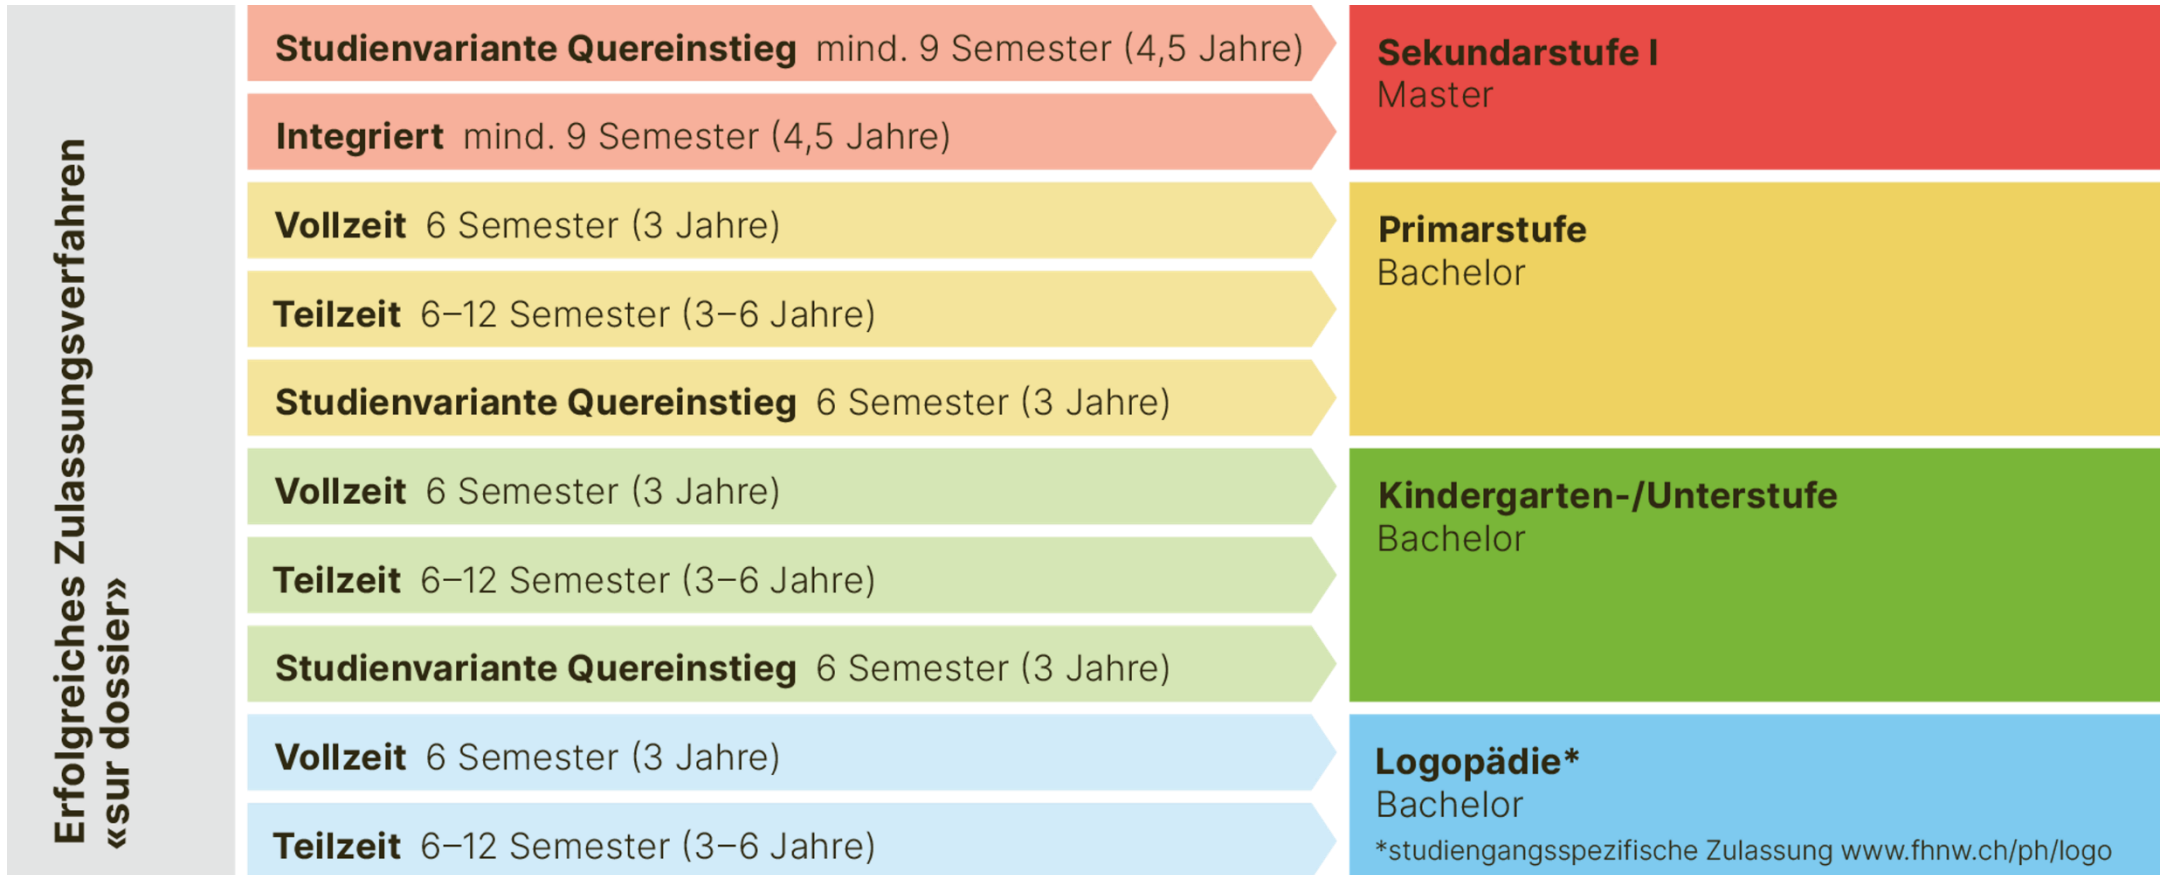 Erfolgreiches Zulassungsverfahren
«sur dossier»
Studienvariante Quereinstieg mind. 9 Semester (4,5 Jahre)
Integriert mind. 9 Semester (4,5 Jahre)
Sekundarstufe I
Master
Vollzeit 6 Semester (3 Jahre)
Teilzeit 6–12 Semester (3–6 Jahre)
Studienvariante Quereinstieg 6 Semester (3 Jahre)
Primarstufe
Bachelor
Vollzeit 6 Semester (3 Jahre)
Teilzeit 6–12 Semester (3–6 Jahre)
Studienvariante Quereinstieg 6 Semester (3 Jahre)
Kindergarten-/Unterstufe
Bachelor
Vollzeit 6 Semester (3 Jahre)
Teilzeit 6–12 Semester (3–6 Jahre)
Logopädie*
Bachelor
*studiengangsspezifische Zulassung www.fhnw.ch/ph/logo